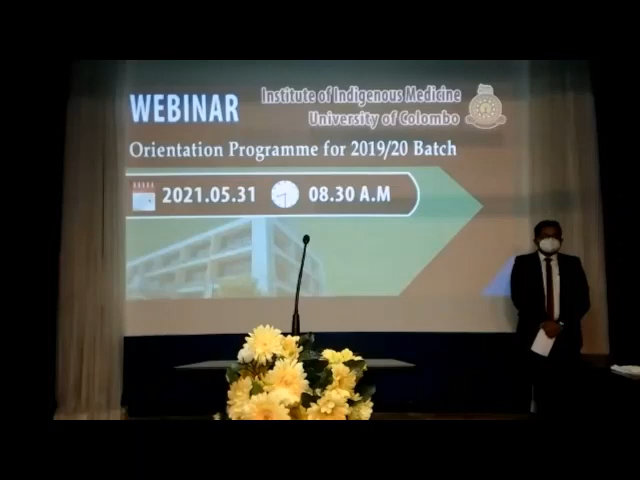 WEBINAR
Institute of Indigenous Medicine
University of Colombo
Orientation Programme for 2019/20 Batch
2021.05.31 08.30 A.M